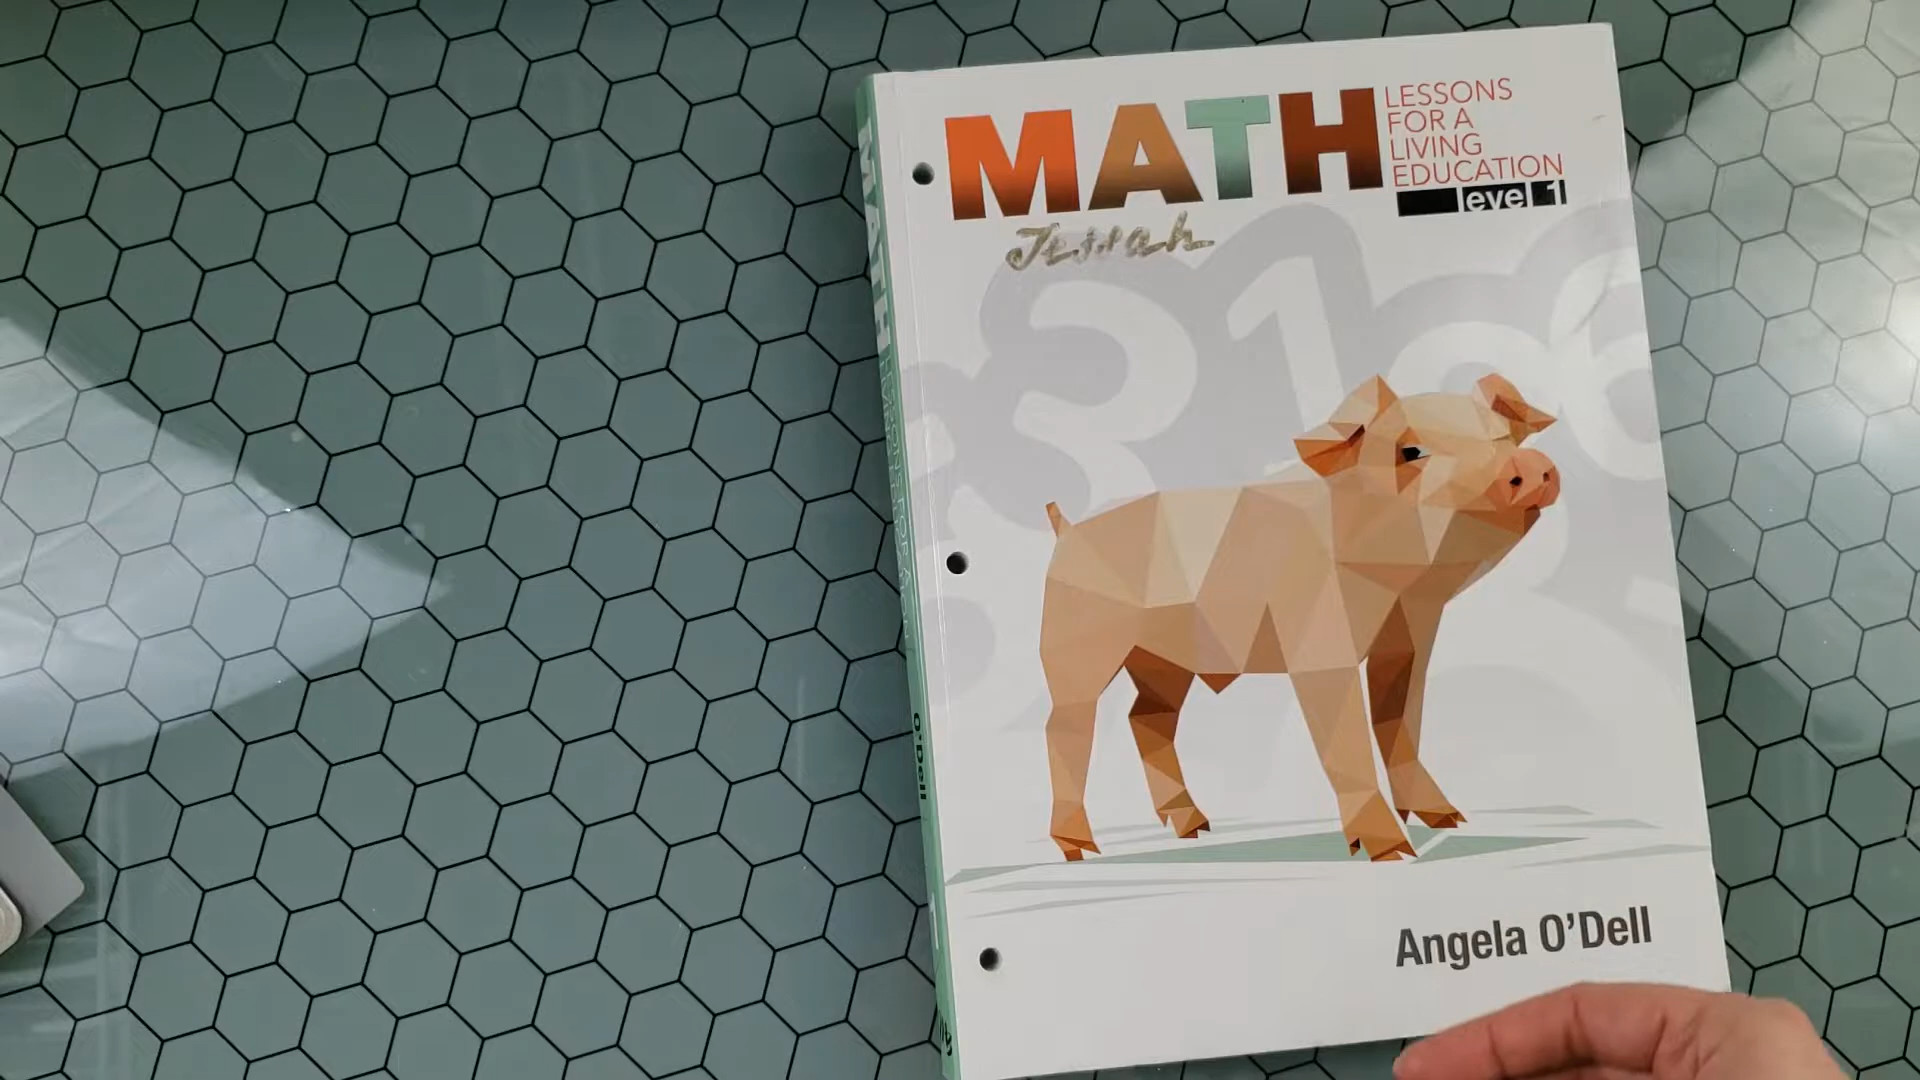 MATH
LESSONS
FOR A
LIVING
EDUCATION
level 1
Jessah
Angela O'Dell
O'Dell